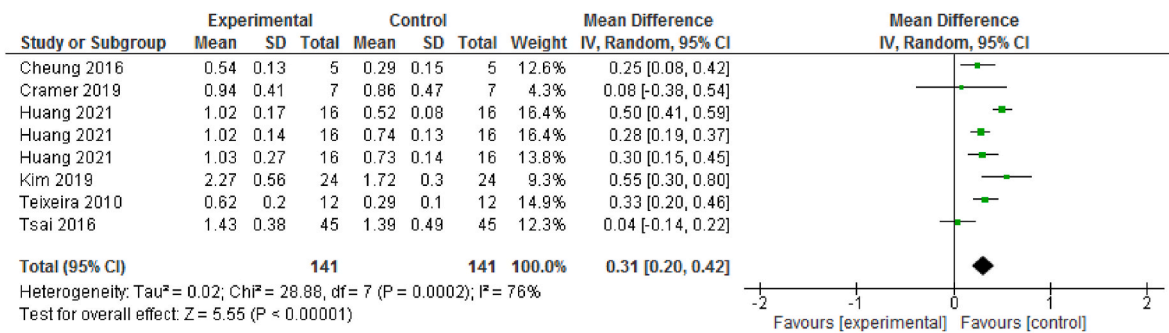 Experimental Control Mean Difference Mean Difference
Study or Subgroup Mean SD Total Mean SD Total Weight IV, Random, 95% CI IV, Random, 95% CI
Cheung 2016 0.54 0.13 5 0.29 0.15 5 12.6% 0.25 [0.08, 0.42]
Cramer 2019 0.94 0.41 7 0.86 0.47 7 4.3% 0.08 [-0.38, 0.54]
Huang 2021 1.02 0.17 16 0.52 0.08 16 16.4% 0.50 [0.41, 0.59]
Huang 2021 1.02 0.14 16 0.74 0.13 16 16.4% 0.28 [0.19, 0.37]
Huang 2021 1.03 0.27 16 0.73 0.14 16 13.8% 0.30 [0.15, 0.45]
Kim 2019 2.27 0.56 24 1.72 0.3 24 9.3% 0.55 [0.30, 0.80]
Teixeira 2010 0.62 0.2 12 0.29 0.1 12 14.9% 0.33 [0.20, 0.46]
Tsai 2016 1.43 0.38 45 1.39 0.49 45 12.3% 0.04 [-0.14, 0.22]
Total (95% CI) 141 141 100.0% 0.31 [0.20, 0.42]
Heterogeneity: Tau² = 0.02; Chi² = 28.88, df = 7 (P = 0.0002); I² = 76%
Test for overall effect: Z = 5.55 (P < 0.00001)
-2 -1 0 1 2
Favours [experimental] Favours [control]